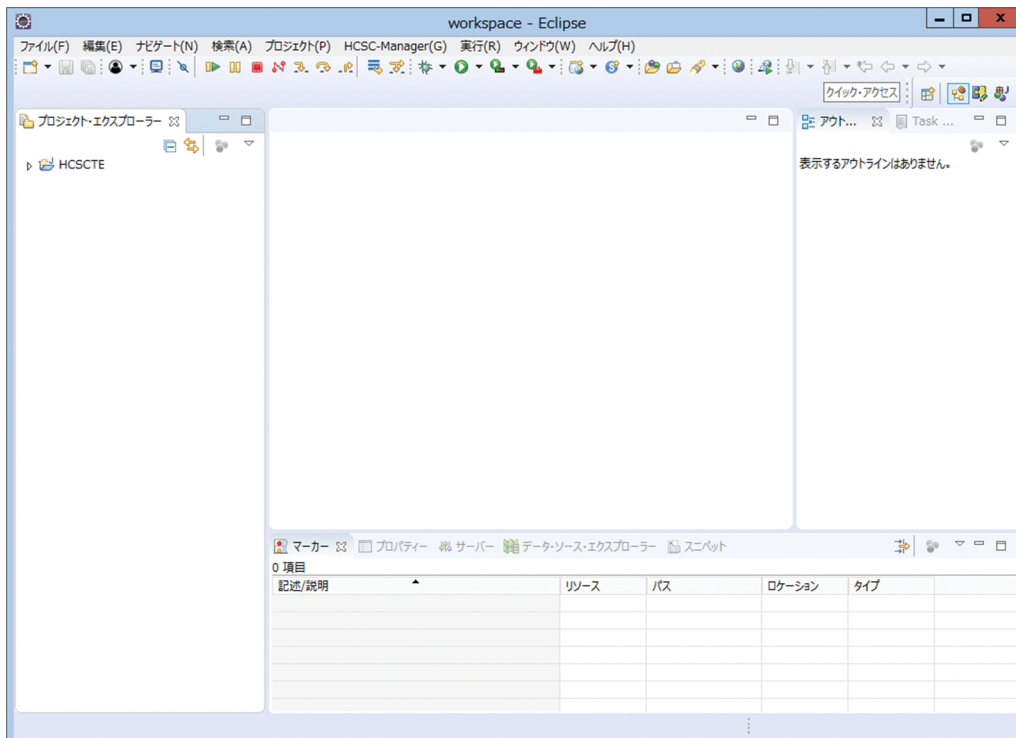 workspace - Eclipse
ファイル(F) 編集(E) ナビゲート(N) 検索(A) プロジェクト(P) HCSC-Manager(G) 実行(R) ウィンドウ(W) ヘルプ(H)
クイック・アクセス
プロジェクト・エクスプローラー
アウト... Task ...
HCSCTE
表示するアウトラインはありません。
マーカー プロパティー サーバー データ・ソース・エクスプローラー スニペット
0 項目
記述/説明 リソース パス ロケーション タイプ